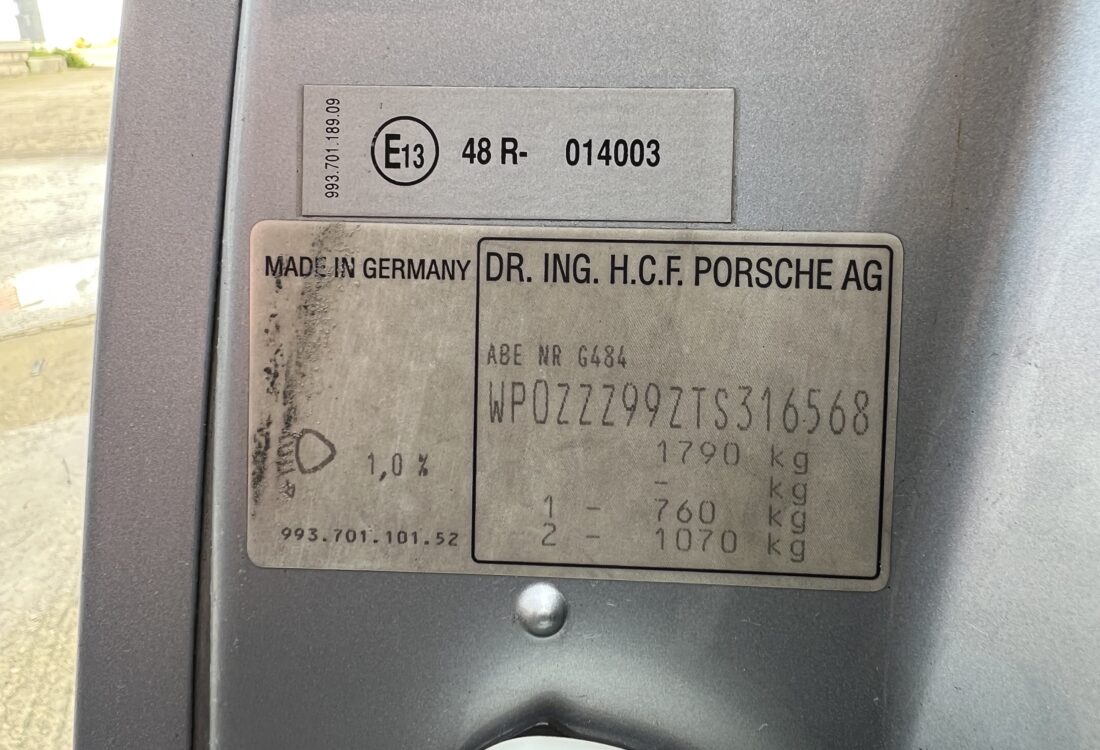 993.701.189.09
E13 48 R- 014003
MADE IN GERMANY
1,0 %
993.701.101.52
DR. ING. H.C.F. PORSCHE AG
ABE NR G484
WP0ZZZ99ZTS316568
1790 kg
- kg
1 - 760 kg
2 - 1070 kg